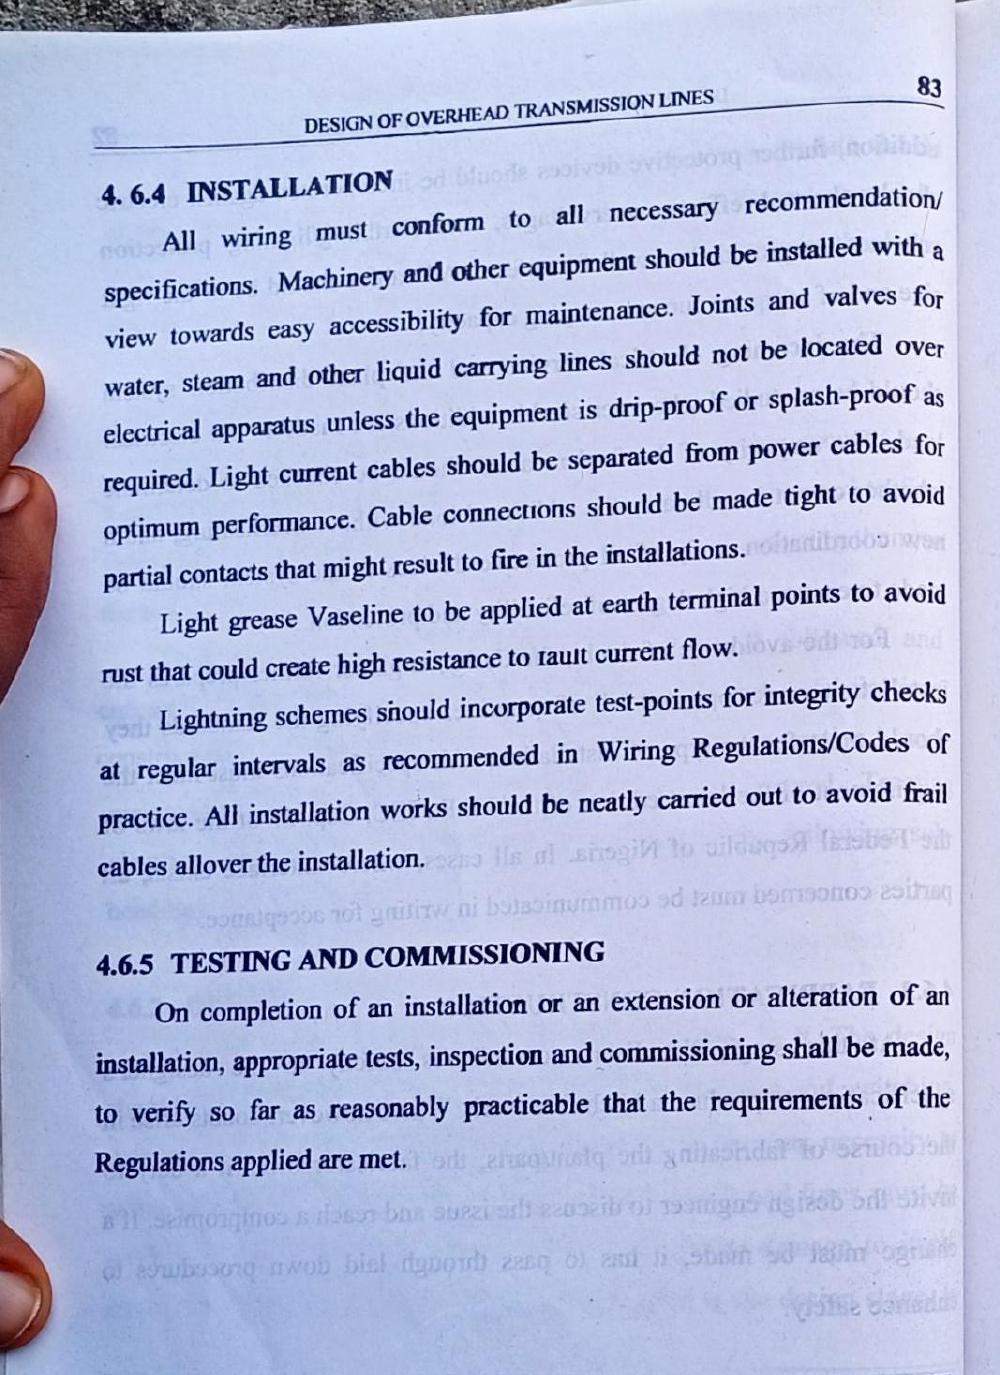 83
DESIGN OF OVERHEAD TRANSMISSION LINES
4. 6.4 INSTALLATION
All wiring must conform to all necessary recommendation/
specifications. Machinery and other equipment should be installed with a
view towards easy accessibility for maintenance. Joints and valves for
water, steam and other liquid carrying lines should not be located over
electrical apparatus unless the equipment is drip-proof or splash-proof as
required. Light current cables should be separated from power cables for
optimum performance. Cable connections should be made tight to avoid
partial contacts that might result to fire in the installations.
Light grease Vaseline to be applied at earth terminal points to avoid
rust that could create high resistance to fault current flow.
Lightning schemes should incorporate test-points for integrity checks
at regular intervals as recommended in Wiring Regulations/Codes of
practice. All installation works should be neatly carried out to avoid frail
cables allover the installation.
4.6.5 TESTING AND COMMISSIONING
On completion of an installation or an extension or alteration of an
installation, appropriate tests, inspection and commissioning shall be made,
to verify so far as reasonably practicable that the requirements of the
Regulations applied are met.